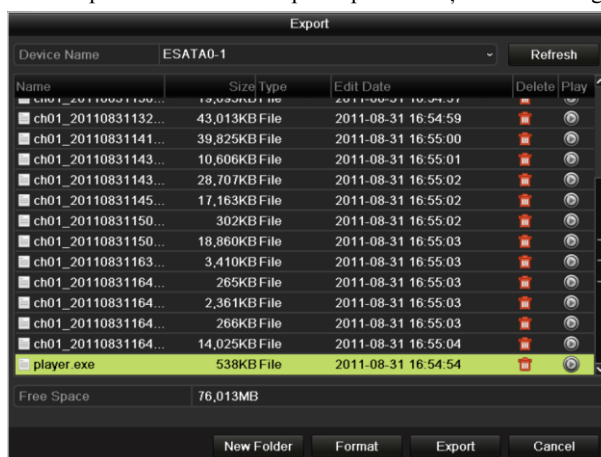 Export
Device Name ESATA0-1 Refresh
Name Size Type Edit Date Delete Play
ch01_20110831132... 43,013KB File 2011-08-31 16:54:59
ch01_20110831141... 39,825KB File 2011-08-31 16:55:00
ch01_20110831143... 10,606KB File 2011-08-31 16:55:01
ch01_20110831143... 28,707KB File 2011-08-31 16:55:02
ch01_20110831145... 17,163KB File 2011-08-31 16:55:02
ch01_20110831150... 302KB File 2011-08-31 16:55:02
ch01_20110831150... 18,860KB File 2011-08-31 16:55:03
ch01_20110831163... 3,410KB File 2011-08-31 16:55:03
ch01_20110831164... 265KB File 2011-08-31 16:55:03
ch01_20110831164... 2,361KB File 2011-08-31 16:55:03
ch01_20110831164... 266KB File 2011-08-31 16:55:03
ch01_20110831164... 14,025KB File 2011-08-31 16:55:04
player.exe 538KB File 2011-08-31 16:54:54
Free Space 76,013MB
New Folder Format Export Cancel